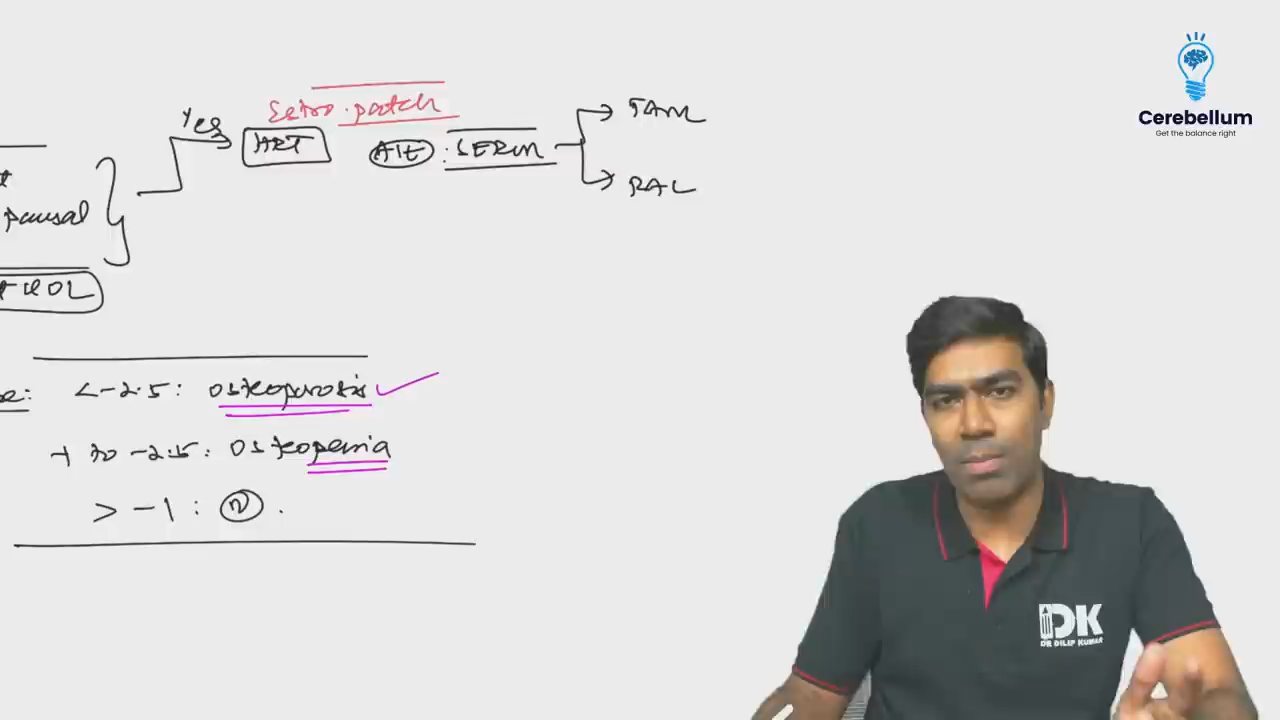 Cerebellum
Get the balance right
Yes
Estro. patch
HRT
Alt : SERM
TAM
RAL
pausal
< -2.5 : Osteoporosis
-1 to -2.5 : Osteopenia
> -1 : N .
DK
DR DILIP KUMAR